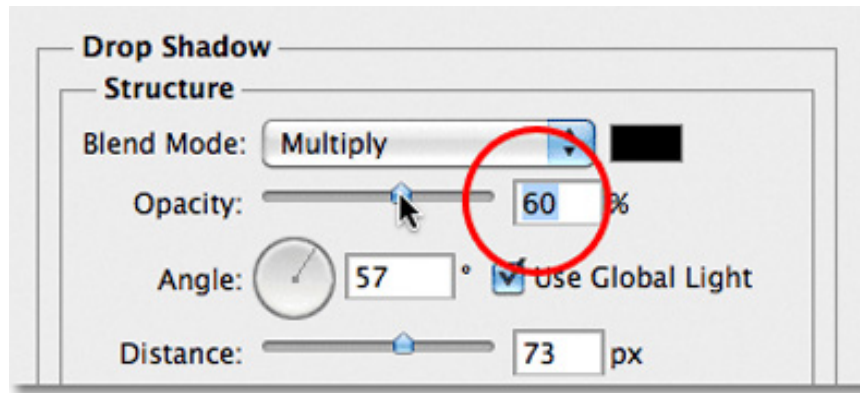 Drop Shadow
Structure
Blend Mode: Multiply
Opacity: 60 %
Angle: 57 ° Use Global Light
Distance: 73 px